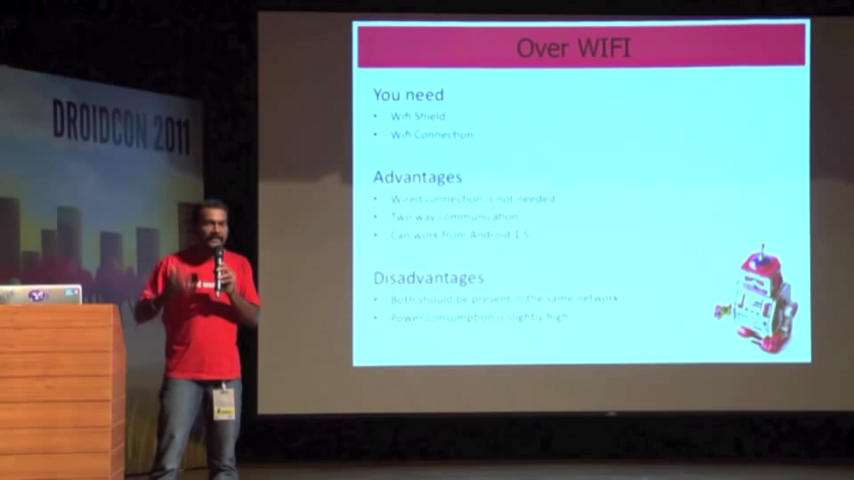 Over WIFI
DROIDCON 2011
You need
• Wifi Shield
• Wifi Connection
Advantages
• Wired connection is not needed
• Two way communication
• Can work from Android 1.5
Disadvantages
• Both should be present in the same network
• Power consumption is slightly high